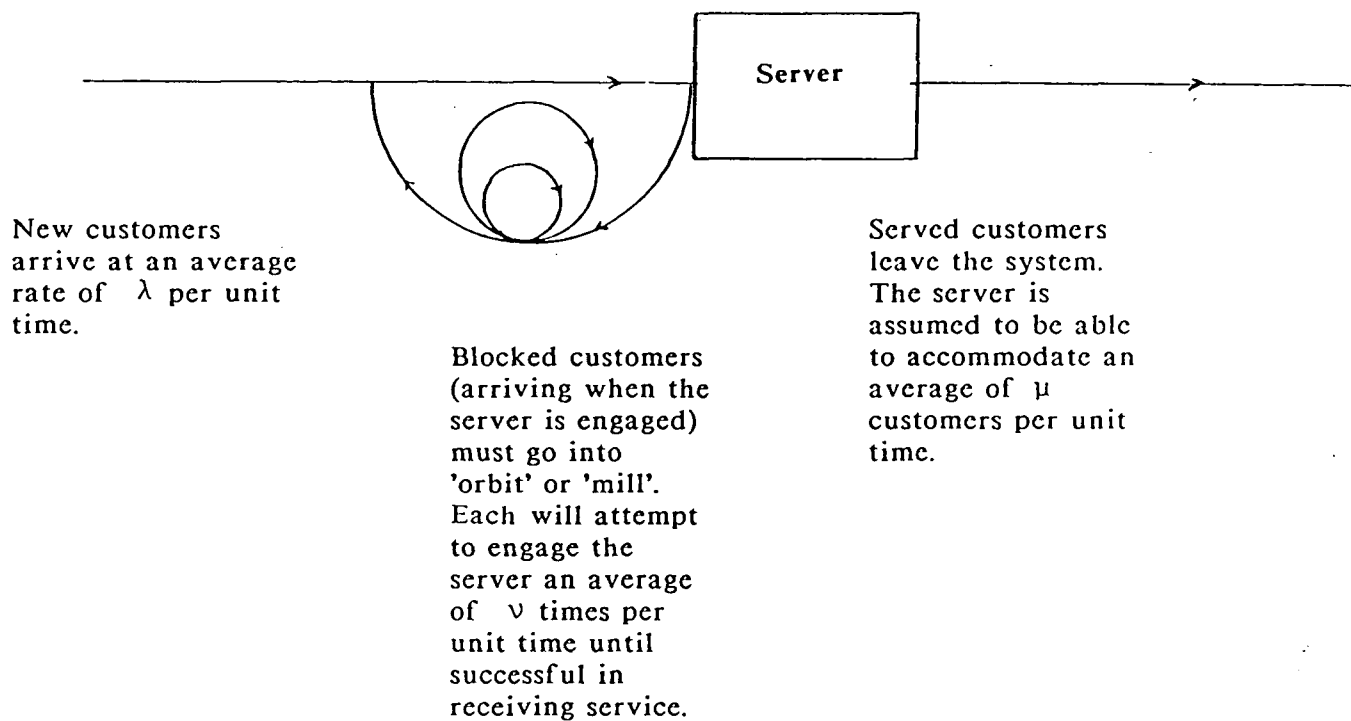 Server
New customers
arrive at an average
rate of λ per unit
time.
Blocked customers
(arriving when the
server is engaged)
must go into
'orbit' or 'mill'.
Each will attempt
to engage the
server an average
of ν times per
unit time until
successful in
receiving service.
Served customers
leave the system.
The server is
assumed to be able
to accommodate an
average of μ
customers per unit
time.